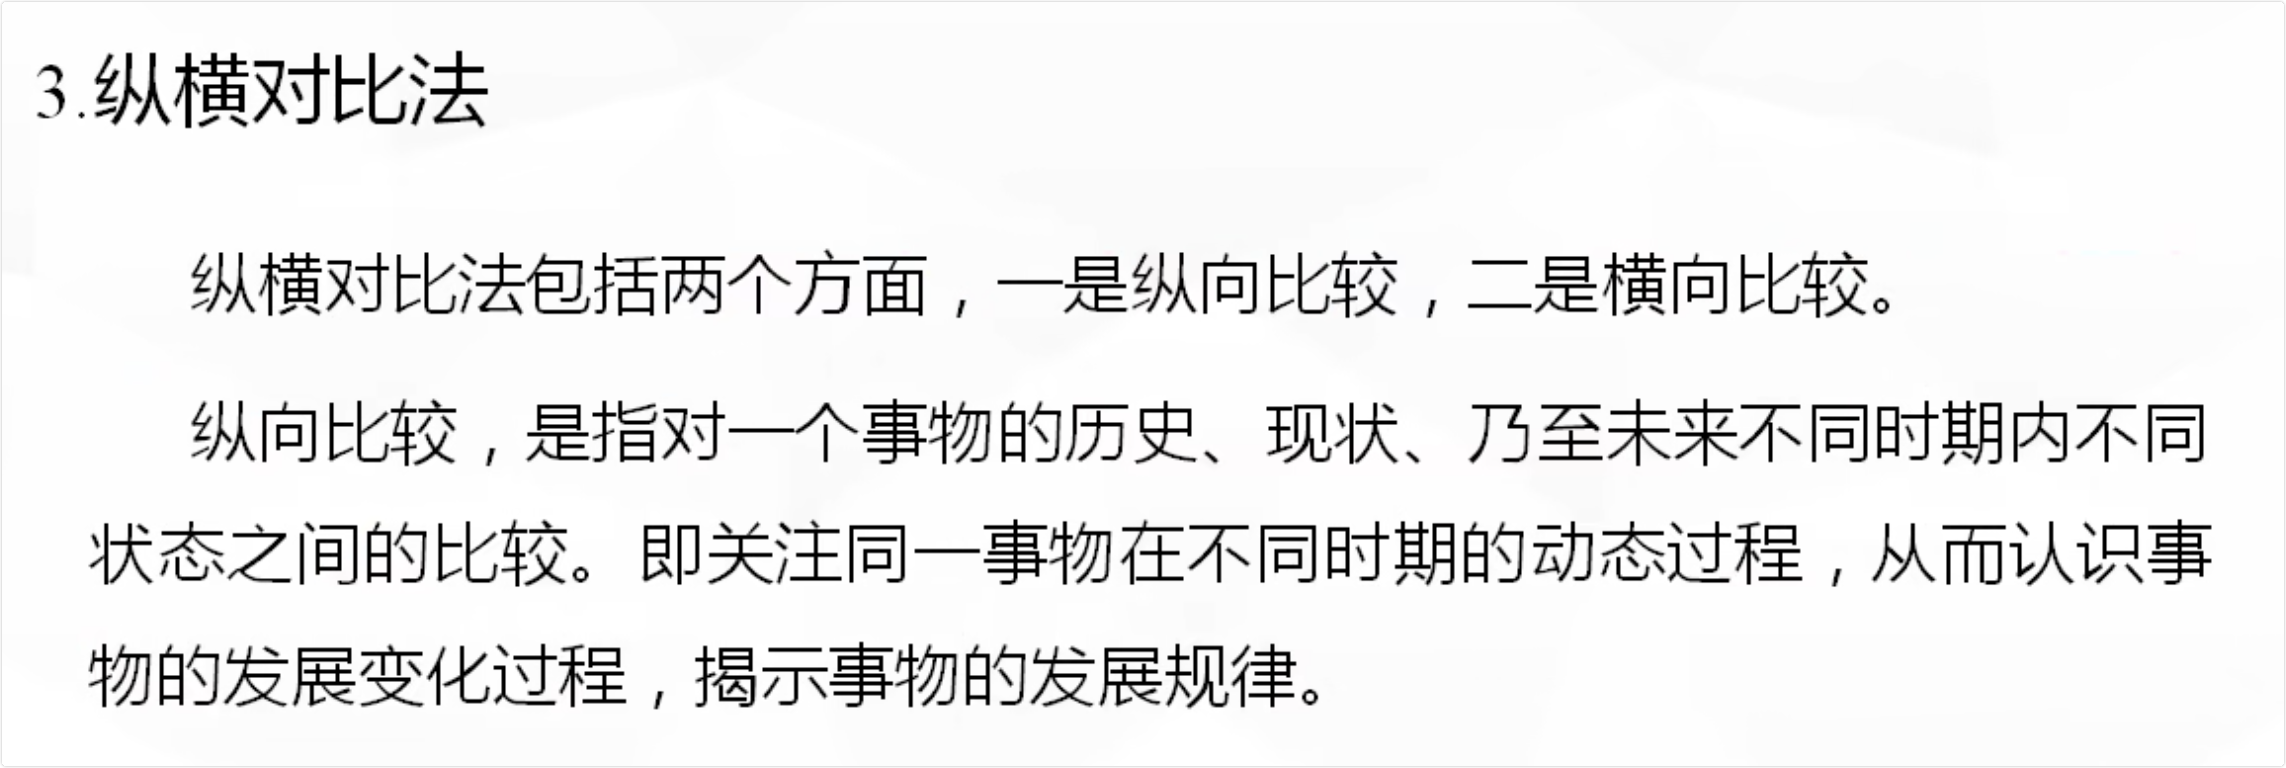 3.纵横对比法
纵横对比法包括两个方面，一是纵向比较，二是横向比较。
纵向比较，是指对一个事物的历史、现状、乃至未来不同时期内不同
状态之间的比较。即关注同一事物在不同时期的动态过程，从而认识事
物的发展变化过程，揭示事物的发展规律。